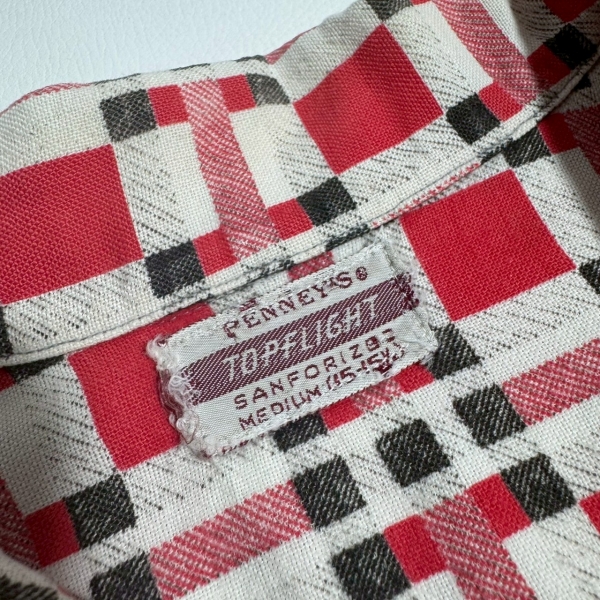 PENNEY'S®
TOPFLIGHT
SANFORIZED
MEDIUM (15-15½)